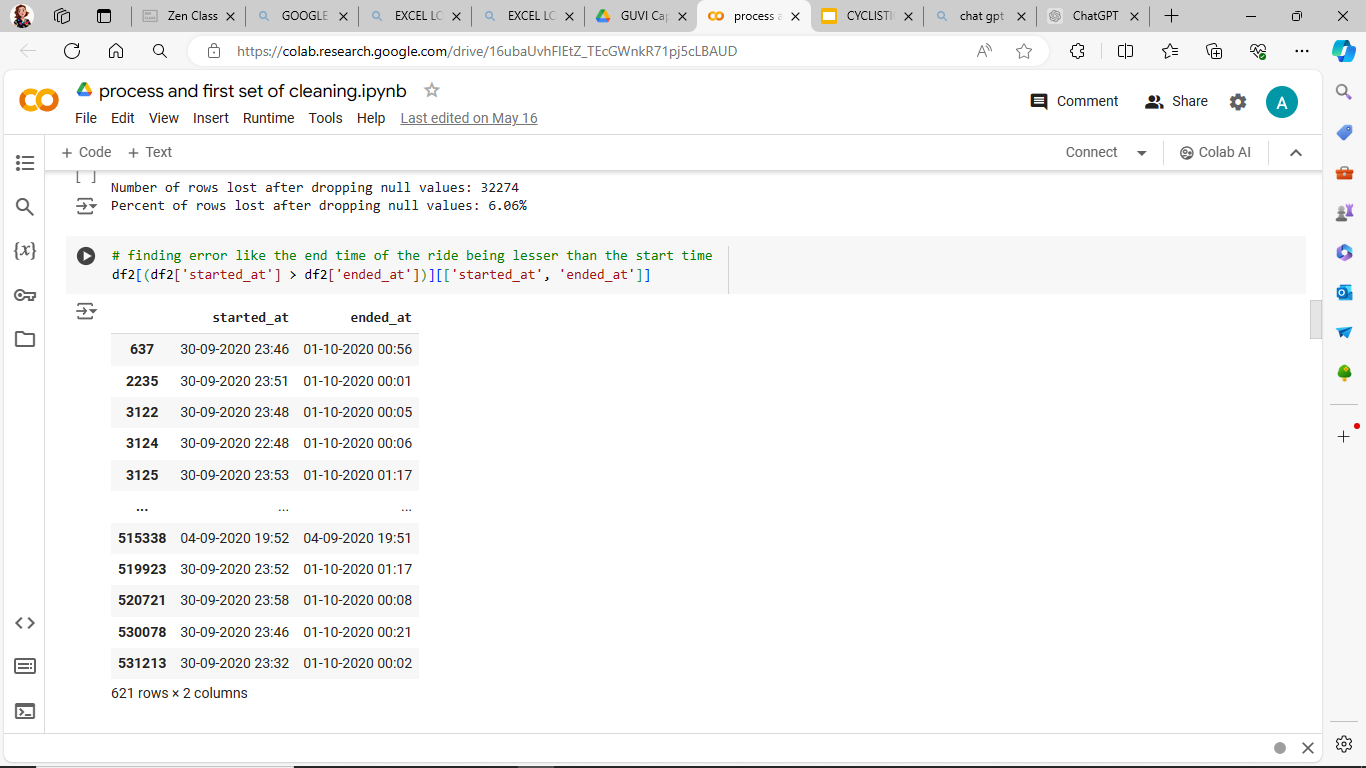 Zen Class
GOOGLE
EXCEL LC
EXCEL LC
GUVI Cap
process a
CYCLISTI
chat gpt
ChatGPT
https://colab.research.google.com/drive/16ubaUvhFIEtZ_TEcGWnkR71pj5cLBAUD
process and first set of cleaning.ipynb
Comment
Share
A
File Edit View Insert Runtime Tools Help Last edited on May 16
+ Code + Text
Connect
Colab AI
[ ]
Number of rows lost after dropping null values: 32274
Percent of rows lost after dropping null values: 6.06%
# finding error like the end time of the ride being lesser than the start time
df2[(df2['started_at'] > df2['ended_at'])][['started_at', 'ended_at']]
started_at ended_at
637 30-09-2020 23:46 01-10-2020 00:56
2235 30-09-2020 23:51 01-10-2020 00:01
3122 30-09-2020 23:48 01-10-2020 00:05
3124 30-09-2020 22:48 01-10-2020 00:06
3125 30-09-2020 23:53 01-10-2020 01:17
... ... ...
515338 04-09-2020 19:52 04-09-2020 19:51
519923 30-09-2020 23:52 01-10-2020 01:17
520721 30-09-2020 23:58 01-10-2020 00:08
530078 30-09-2020 23:46 01-10-2020 00:21
531213 30-09-2020 23:32 01-10-2020 00:02
621 rows × 2 columns